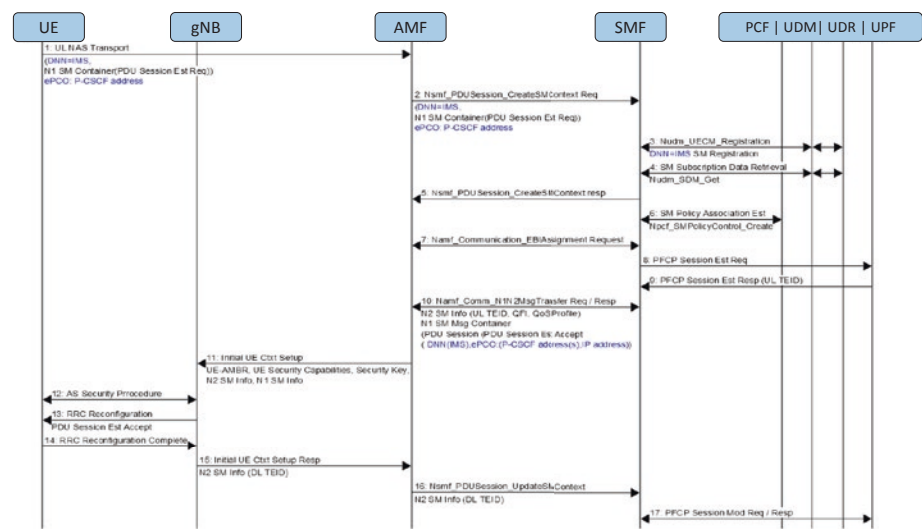 UE
gNB
AMF
SMF
PCF | UDM| UDR | UPF
1: UL NAS Transport
(DNN=IMS,
N1 SM Container(PDU Session Est Req))
ePCO: P-CSCF address
2: Nsmf_PDUSession_CreateSMContext Req
(DNN=IMS,
N1 SM Container(PDU Session Est Req))
ePCO: P-CSCF address
3: Nudm_UECM_Registration
DNN=IMS SM Registration
4: SM Subscription Data Retrieval
Nudm_SDM_Get
5: Nsmf_PDUSession_CreateSMContext resp
6: SM Policy Association Est
Npcf_SMPolicyControl_Create
7: Namf_Communication_EBIAssignment Request
8: PFCP Session Est Req
9: PFCP Session Est Resp (UL TEID)
10: Namf_Comm_N1N2MsgTransfer Req / Resp
N2 SM Info (UL TEID, QFI, QoSProfile)
N1 SM Msg Container
(PDU Session (PDU Session Est Accept
( DNN(IMS),ePCO:(P-CSCF address(s),IP address))
11: Initial UE Ctxt Setup
UE-AMBR, UE Security Capabilities, Security Key,
N2 SM Info, N1 SM Info
12: AS Security Prrocedure
13: RRC Reconfiguration
PDU Session Est Accept
14: RRC Reconfiguration Complete
15: Initial UE Ctxt Setup Resp
N2 SM Info (DL TEID)
16: Nsmf_PDUSession_UpdateSMContext
N2 SM Info (DL TEID)
17: PFCP Session Mod Req / Resp